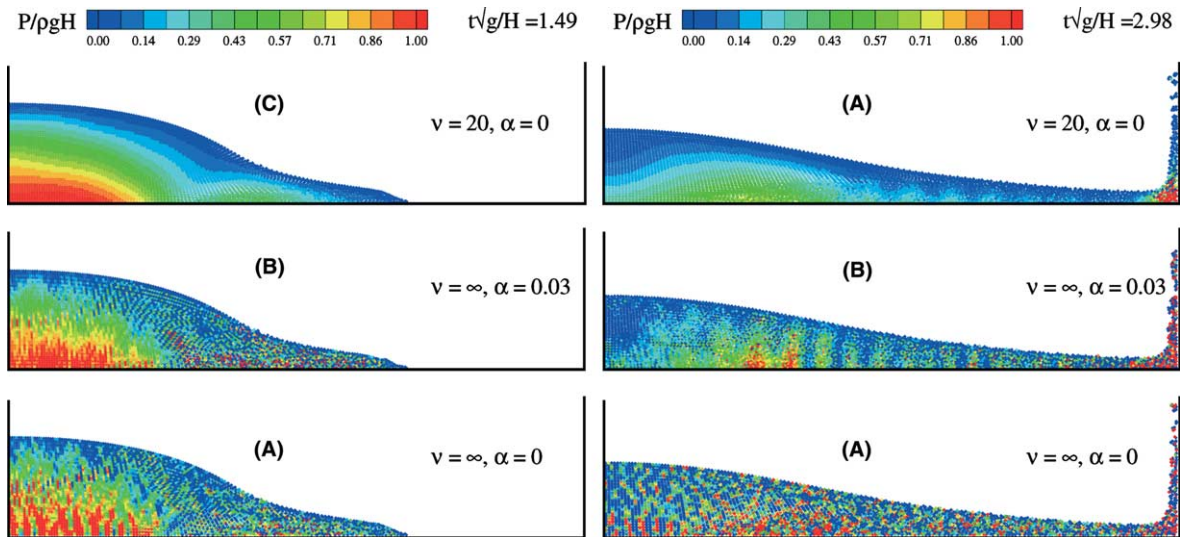 P/ρgH
0.00 0.14 0.29 0.43 0.57 0.71 0.86 1.00
t√g/H =1.49
(C)
ν = 20, α = 0
(B)
ν = ∞, α = 0.03
(A)
ν = ∞, α = 0
P/ρgH
0.00 0.14 0.29 0.43 0.57 0.71 0.86 1.00
t√g/H =2.98
(A)
ν = 20, α = 0
(B)
ν = ∞, α = 0.03
(A)
ν = ∞, α = 0